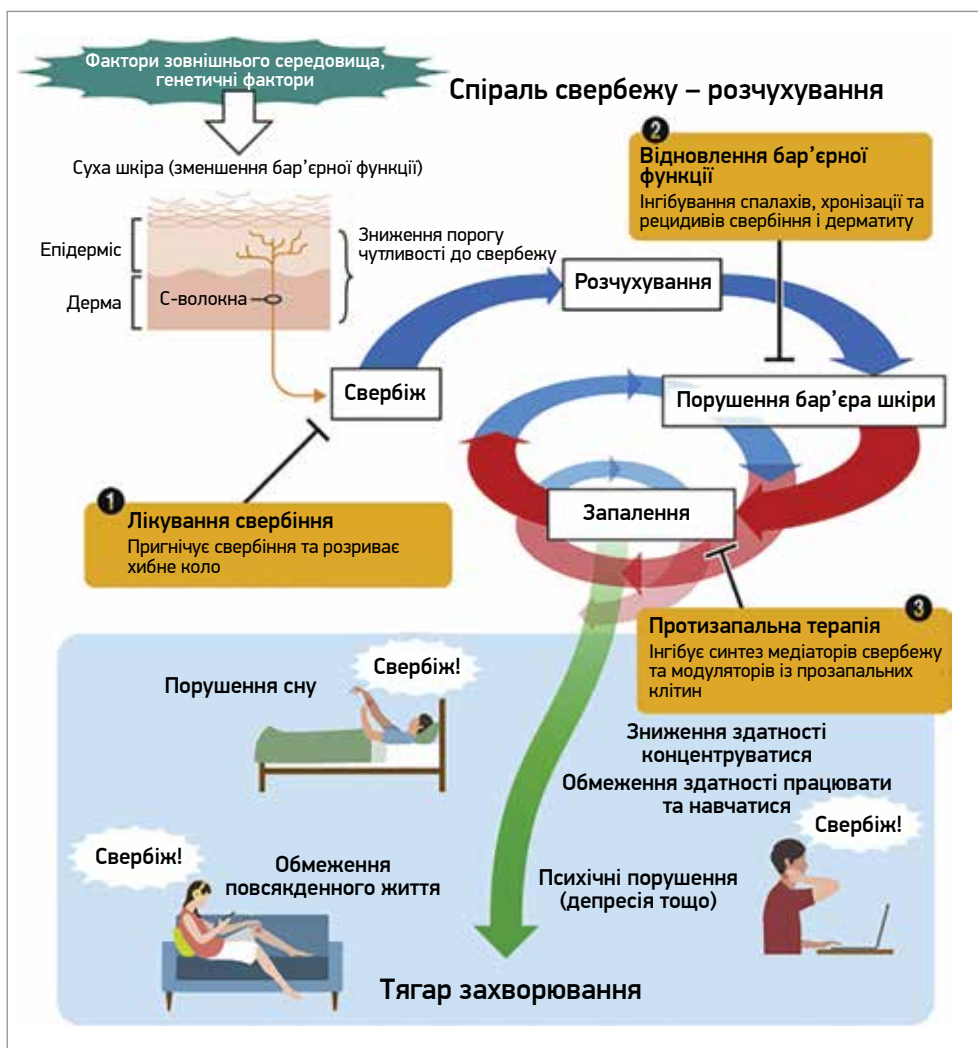 Фактори зовнішнього середовища,
генетичні фактори
Спіраль свербежу – розчухування
Суха шкіра (зменшення бар’єрної функції)
Епідерміс
Дерма
С-волокна
Зниження порогу
чутливості до свербежу
2
Відновлення бар’єрної
функції
Інгібування спалахів, хронізації та
рецидивів свербіння і дерматиту
Розчухування
Свербіж
Порушення бар’єра шкіри
Запалення
1
Лікування свербіння
Пригнічує свербіння та розриває
хибне коло
3
Протизапальна терапія
Інгібує синтез медіаторів свербежу
та модуляторів із прозапальних
клітин
Порушення сну
Свербіж!
Зниження здатності
концентруватися
Обмеження здатності працювати
та навчатися
Свербіж!
Свербіж!
Обмеження
повсякденного життя
Психічні порушення
(депресія тощо)
Тягар захворювання